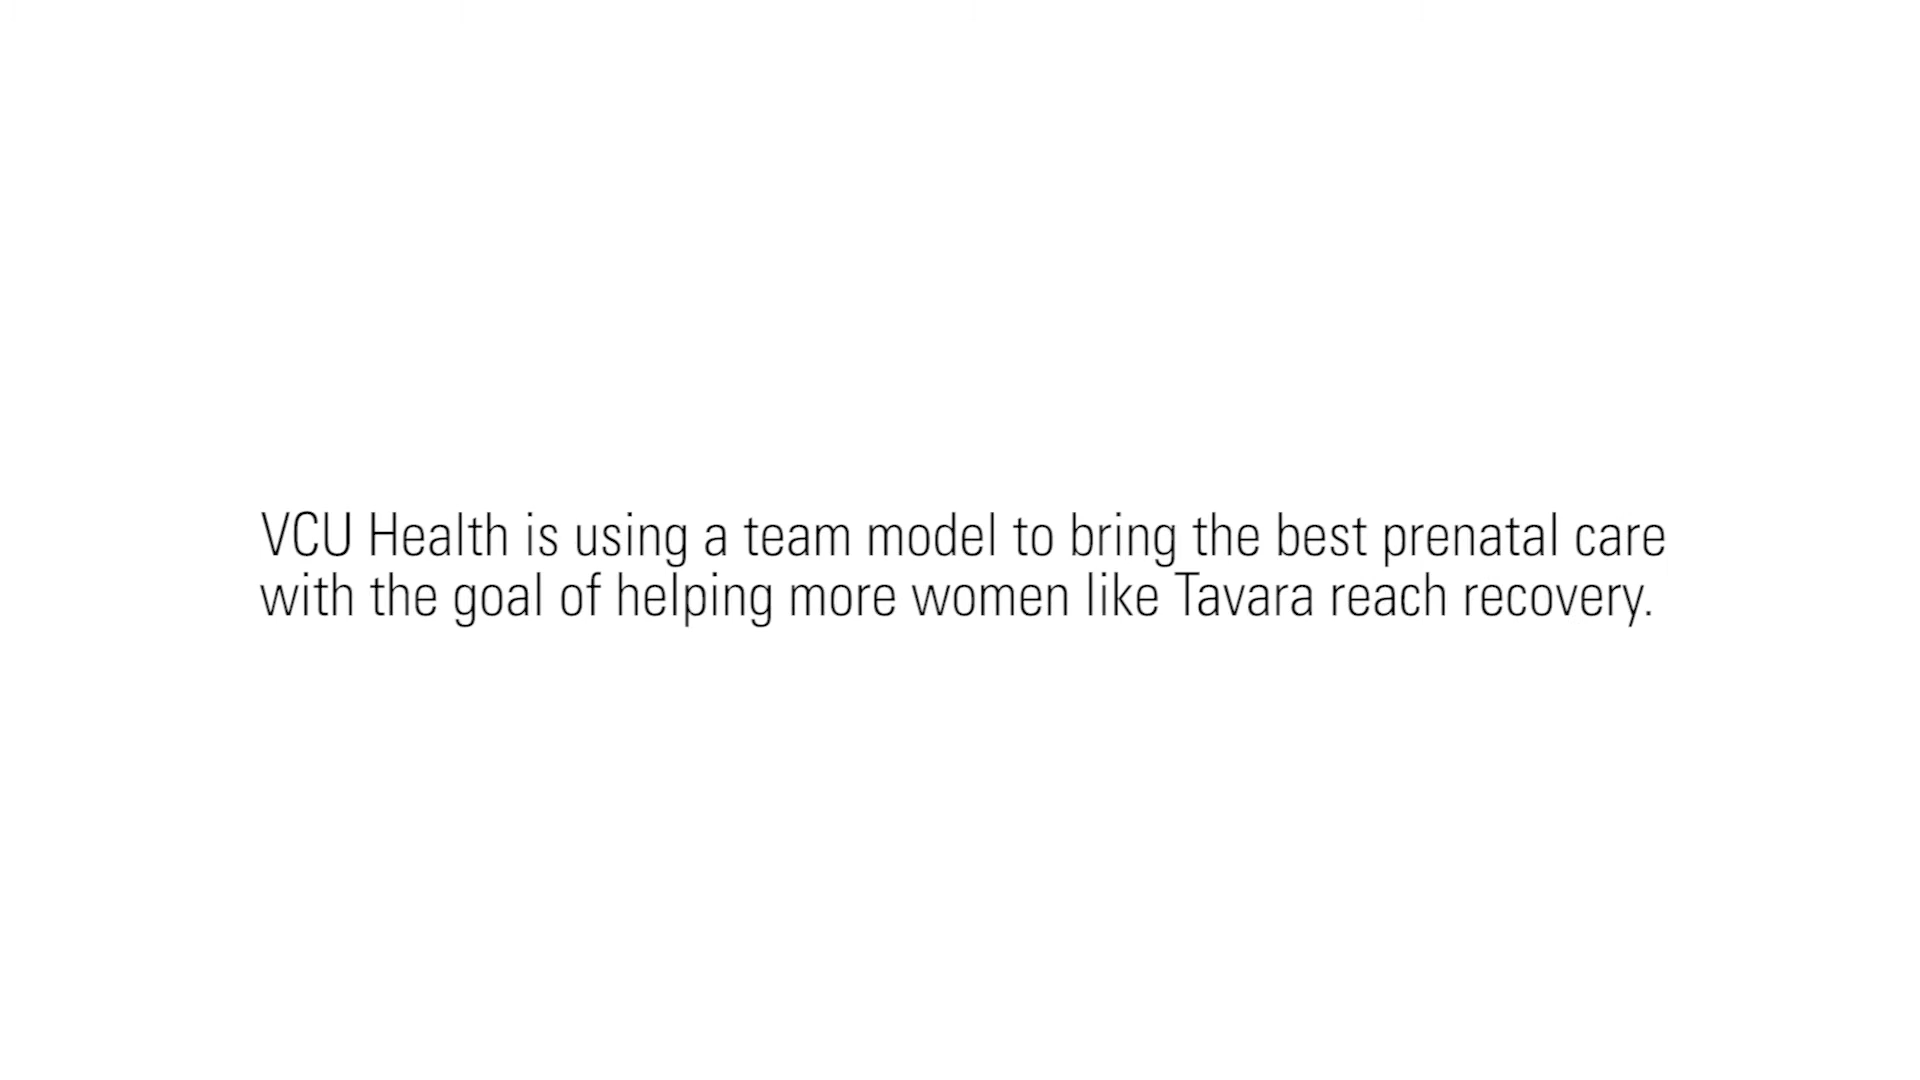 VCU Health is using a team model to bring the best prenatal care
with the goal of helping more women like Tavara reach recovery.